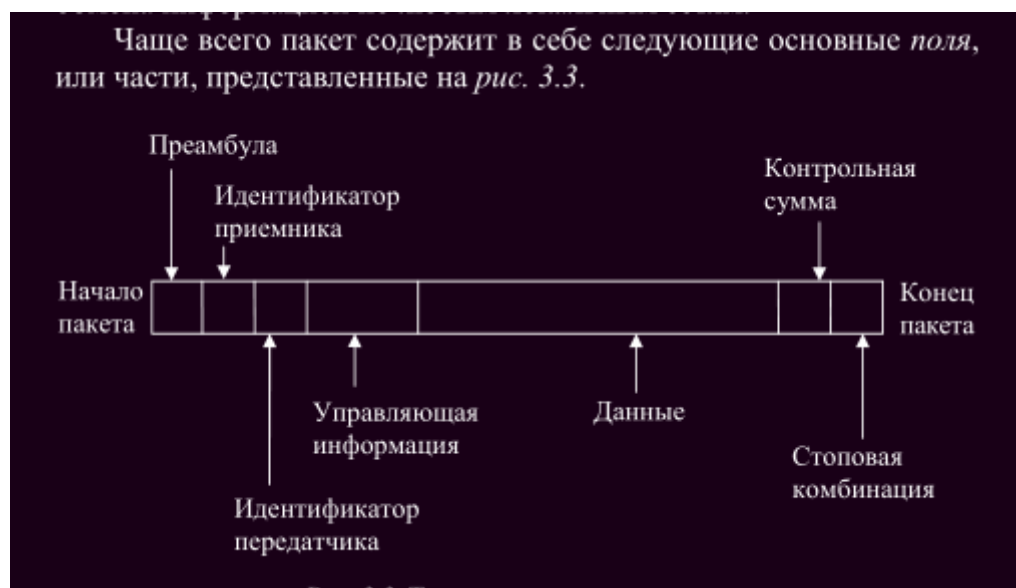 Чаще всего пакет содержит в себе следующие основные поля,
или части, представленные на рис. 3.3.
Преамбула
Контрольная
сумма
Идентификатор
приемника
Начало
пакета
Конец
пакета
Управляющая
информация
Данные
Стоповая
комбинация
Идентификатор
передатчика